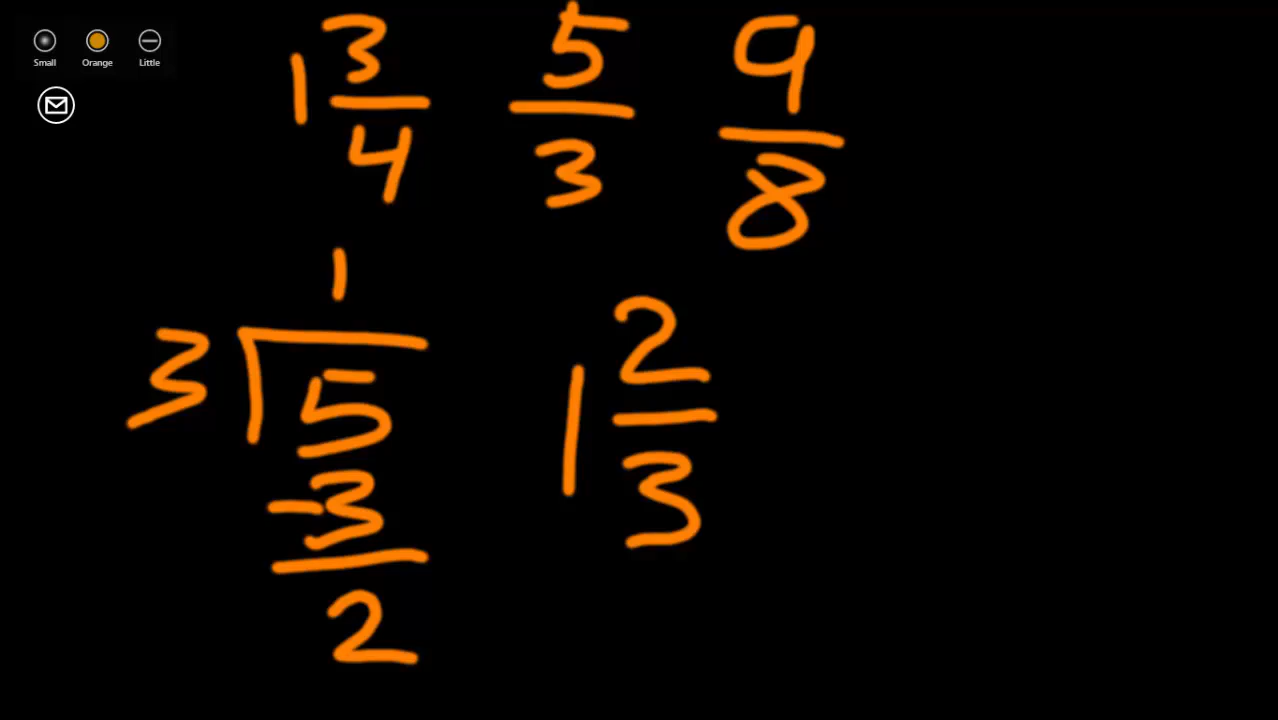 Small Orange Little
1 3/4 5/3 9/8
1
3 5 1 2/3
-3
2